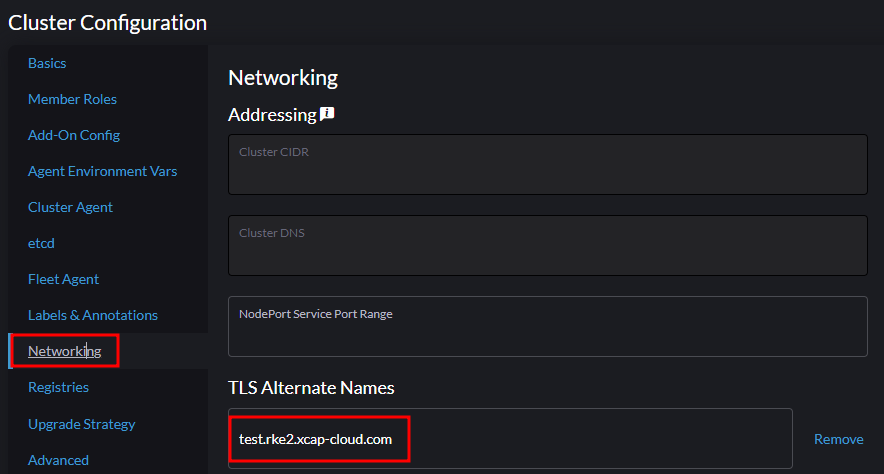 Cluster Configuration
Basics
Member Roles
Add-On Config
Agent Environment Vars
Cluster Agent
etcd
Fleet Agent
Labels & Annotations
Networking
Registries
Upgrade Strategy
Advanced
Networking
Addressing
Cluster CIDR
Cluster DNS
NodePort Service Port Range
TLS Alternate Names
test.rke2.xcap-cloud.com
Remove